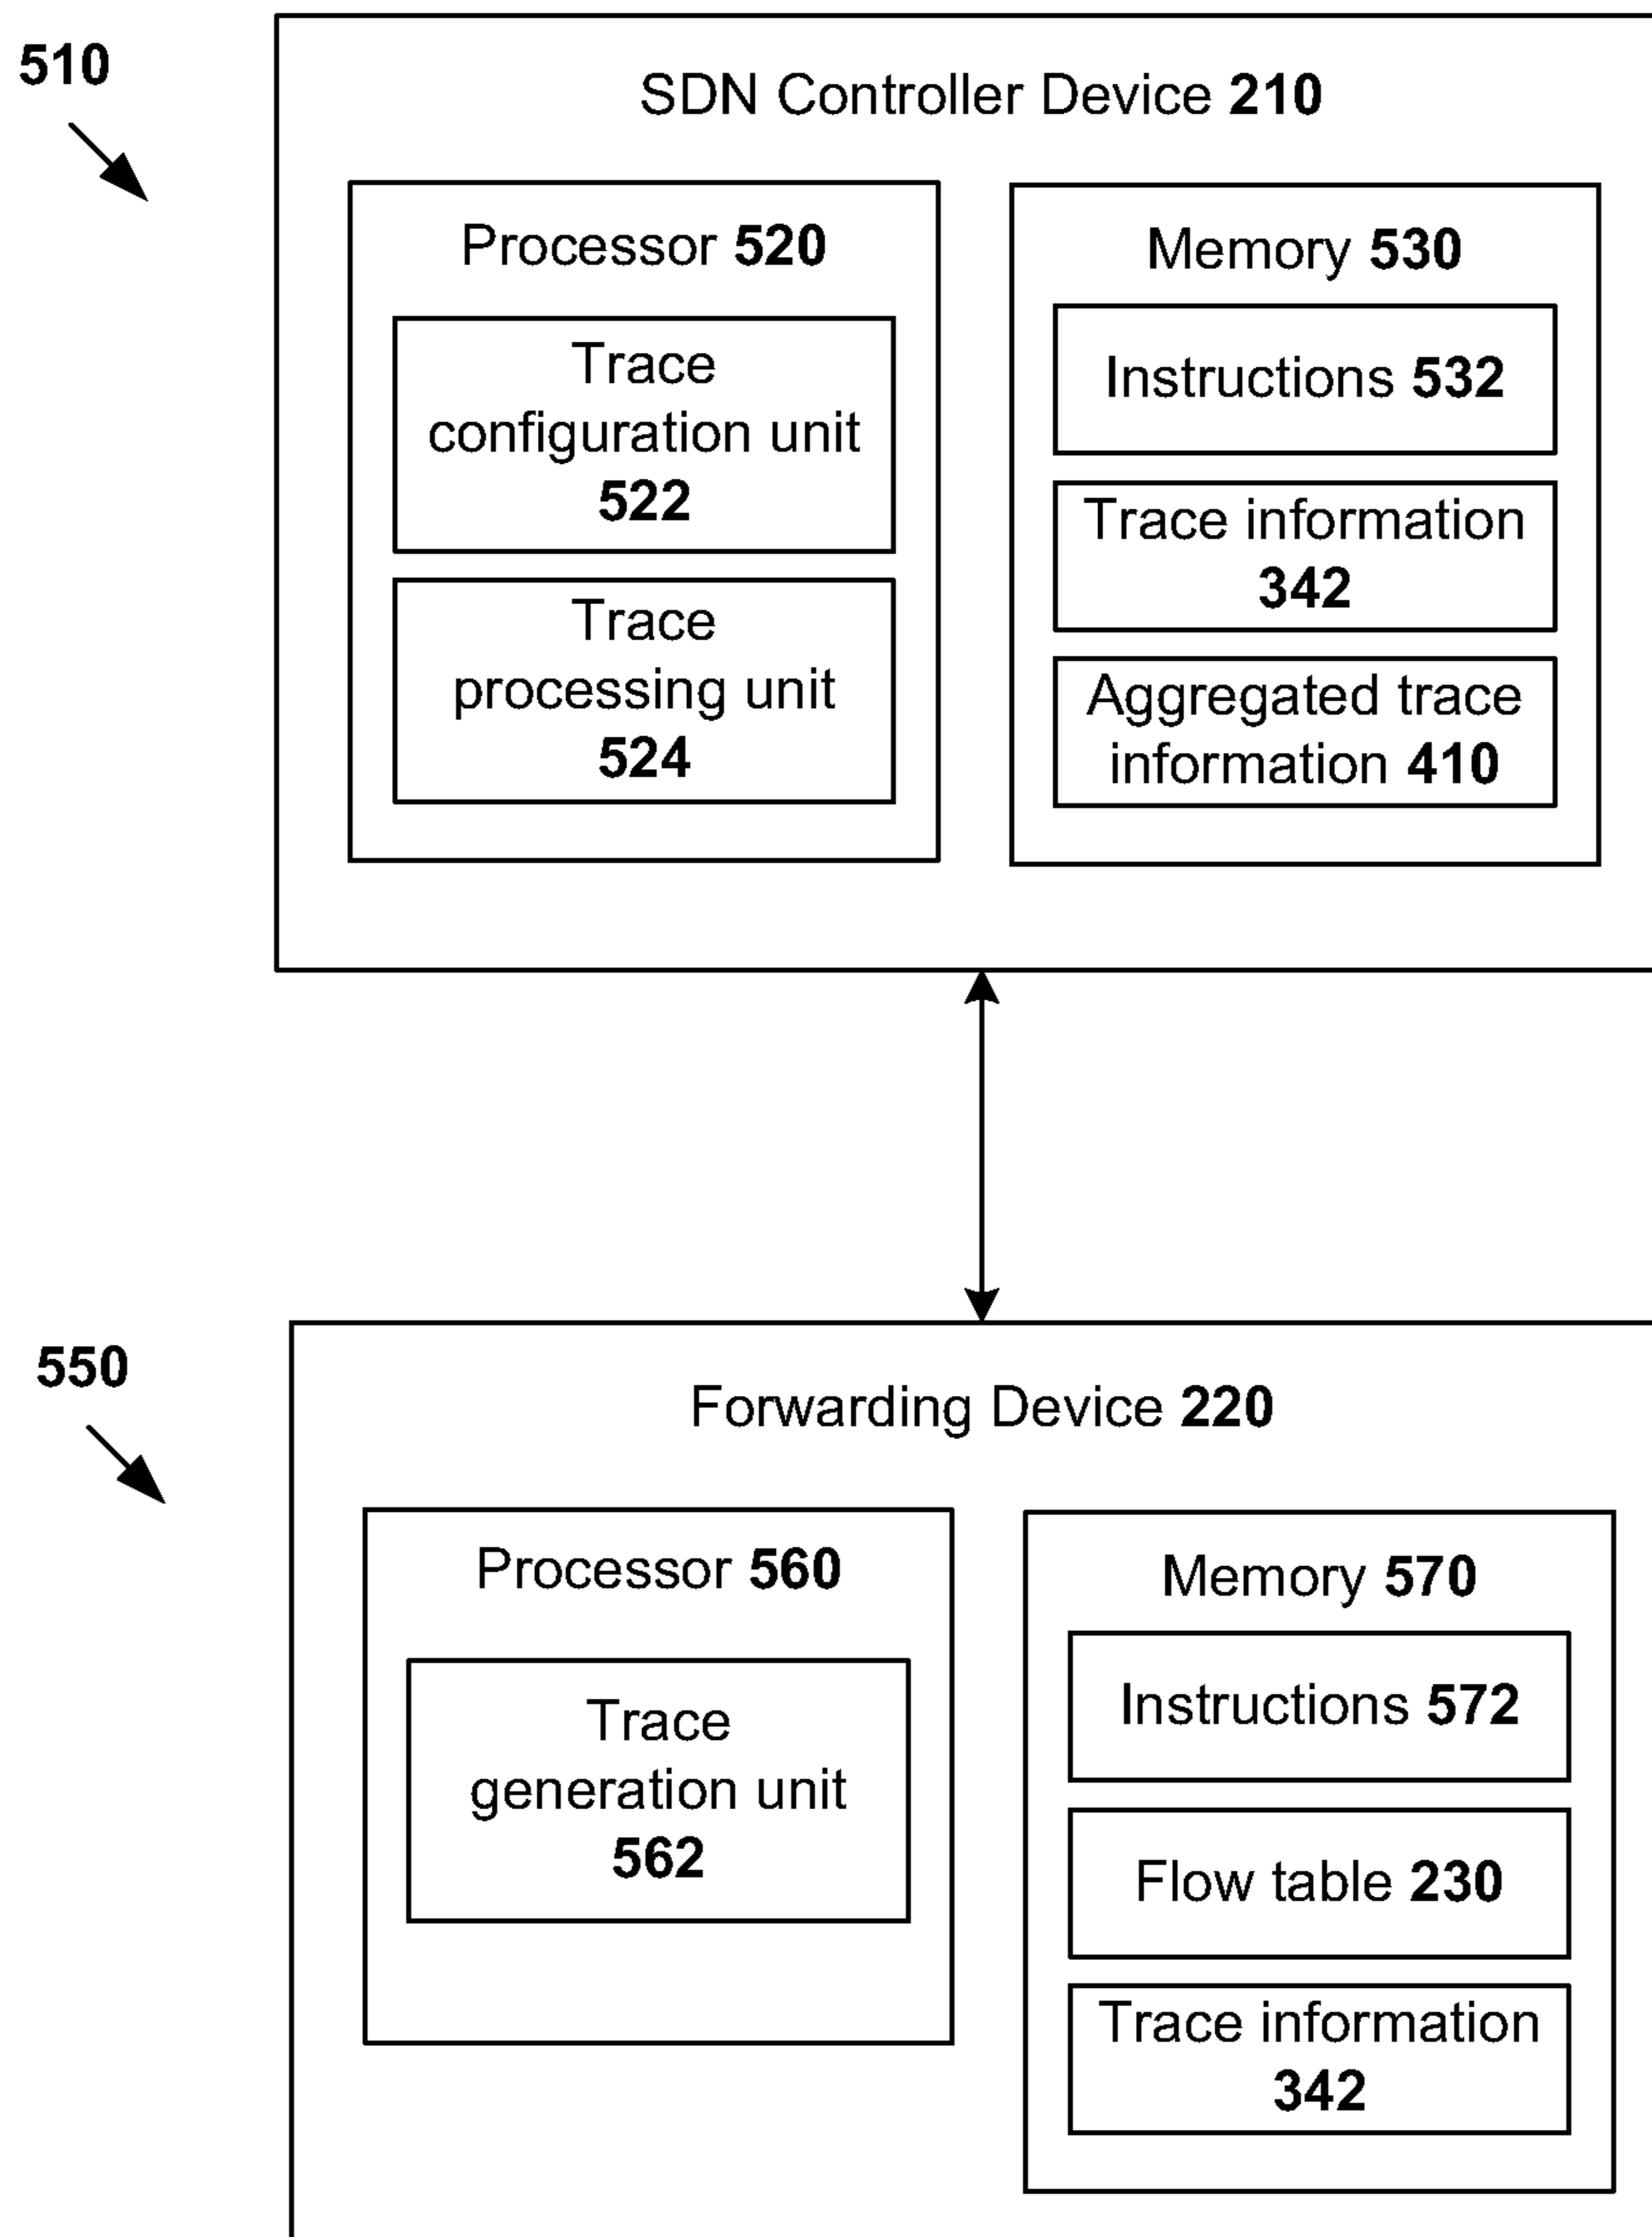 510
SDN Controller Device 210
Processor 520
Trace
configuration unit
522
Trace
processing unit
524
Memory 530
Instructions 532
Trace information
342
Aggregated trace
information 410
550
Forwarding Device 220
Processor 560
Trace
generation unit
562
Memory 570
Instructions 572
Flow table 230
Trace information
342